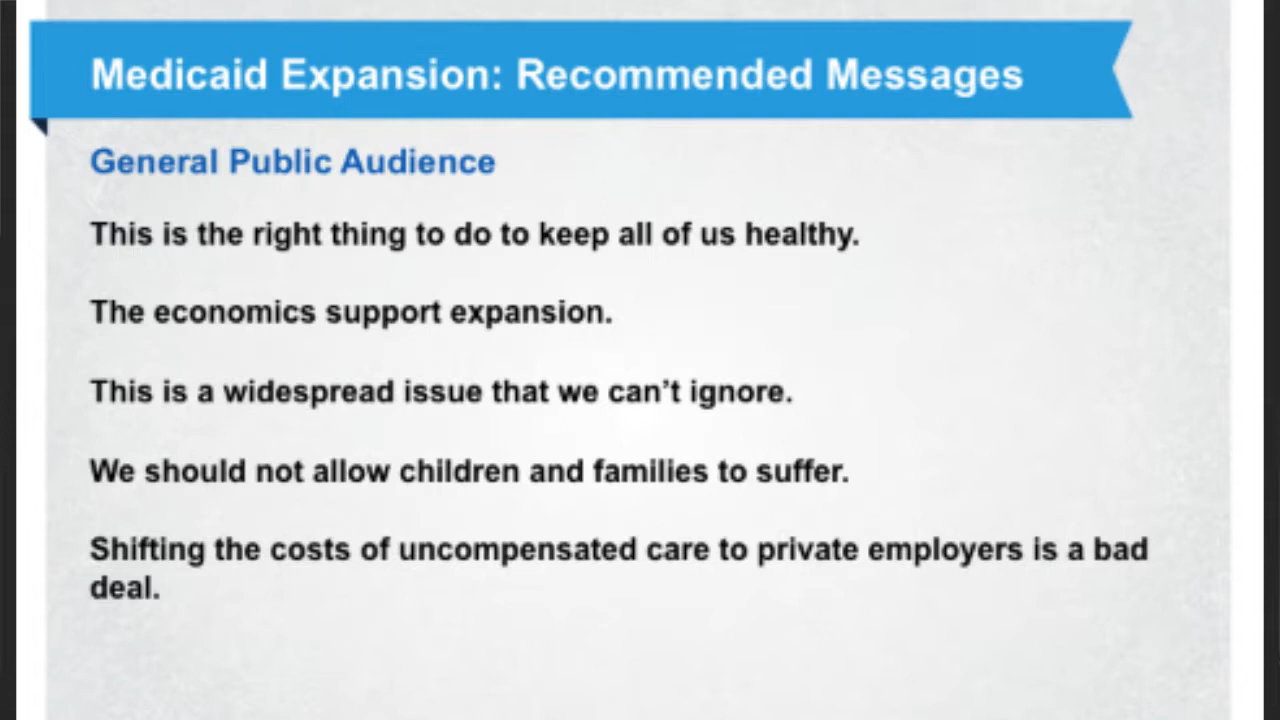 Medicaid Expansion: Recommended Messages
General Public Audience
This is the right thing to do to keep all of us healthy.
The economics support expansion.
This is a widespread issue that we can’t ignore.
We should not allow children and families to suffer.
Shifting the costs of uncompensated care to private employers is a bad
deal.